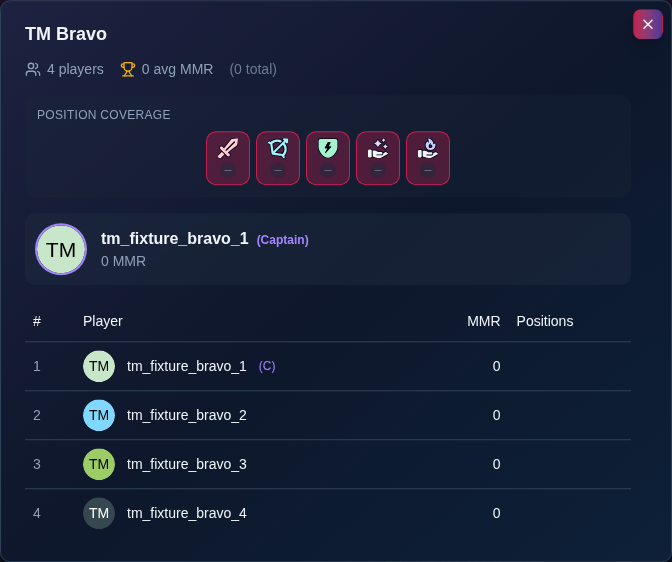 TM Bravo
4 players 0 avg MMR (0 total)
POSITION COVERAGE
– – – – –
TM tm_fixture_bravo_1 (Captain)
0 MMR
# Player MMR Positions
1 TM tm_fixture_bravo_1 (C) 0
2 TM tm_fixture_bravo_2 0
3 TM tm_fixture_bravo_3 0
4 TM tm_fixture_bravo_4 0